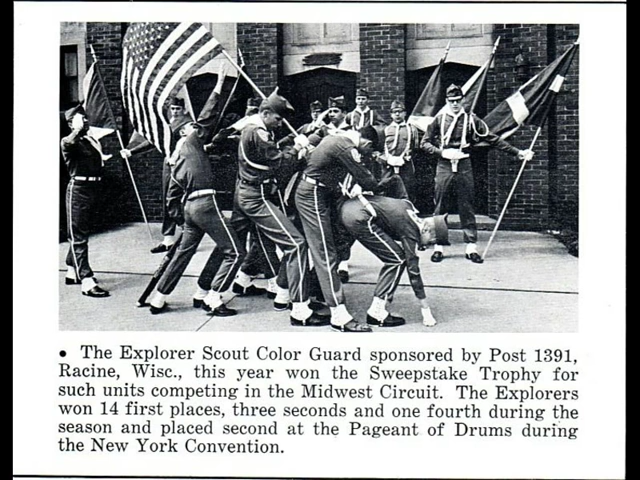 • The Explorer Scout Color Guard sponsored by Post 1391,
Racine, Wisc., this year won the Sweepstake Trophy for
such units competing in the Midwest Circuit. The Explorers
won 14 first places, three seconds and one fourth during the
season and placed second at the Pageant of Drums during
the New York Convention.